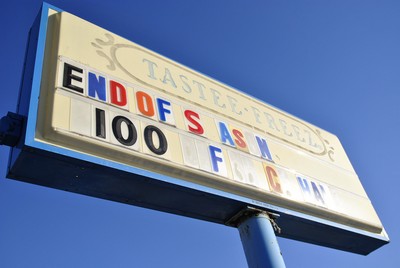 TASTEE-FREEZ
END OF SEASN
100 F